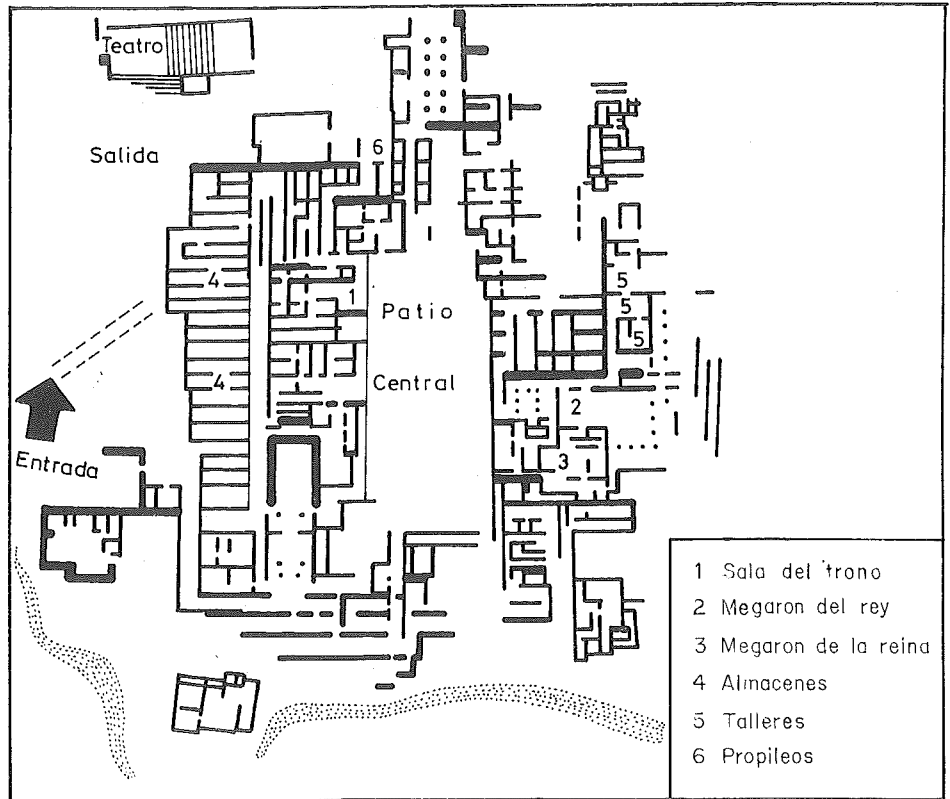 Teatro
Salida
6
4
1
Patio
5
5
5
4
Central
2
Entrada
3
1 Sala del trono
2 Megaron del rey
3 Megaron de la reina
4 Almacenes
5 Talleres
6 Propileos